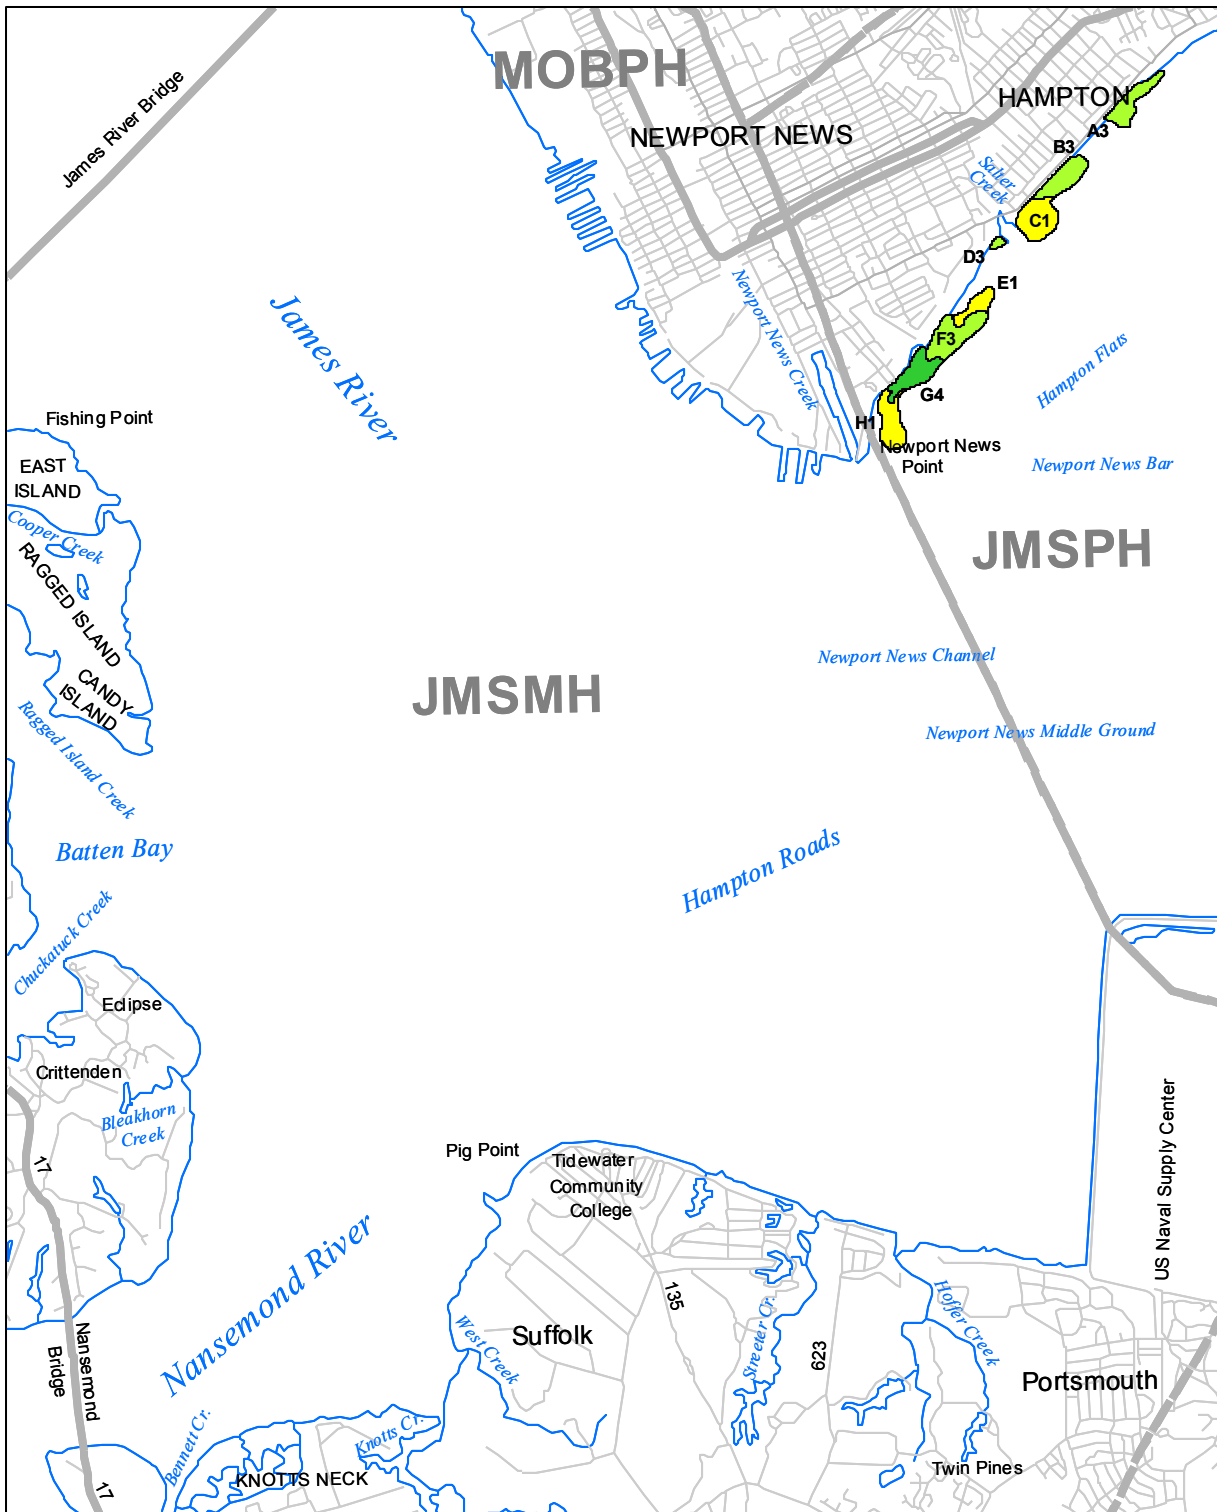 MOBPH
James River Bridge
HAMPTON
NEWPORT NEWS
A3
B3
Salter
Creek
C1
D3
E1
Newport News Creek
James River
F3
Hampton Flats
G4
H1
Fishing Point
Newport News
Point
EAST
ISLAND
Newport News Bar
Cooper Creek
JMSPH
RAGGED ISLAND
Newport News Channel
CANDY
ISLAND
JMSMH
Ragged Island Creek
Newport News Middle Ground
Batten Bay
Hampton Roads
Chuckatuck Creek
Eclipse
Crittenden
Bleakhorn
Creek
US Naval Supply Center
Pig Point
Tidewater
Community
College
17
Nansemond River
135
Hoffer Creek
Streeter Cr.
West Creek
Suffolk
623
Nansemond
Bridge
Portsmouth
Bennett Cr.
Knotts Cr.
KNOTTS NECK
Twin Pines
17